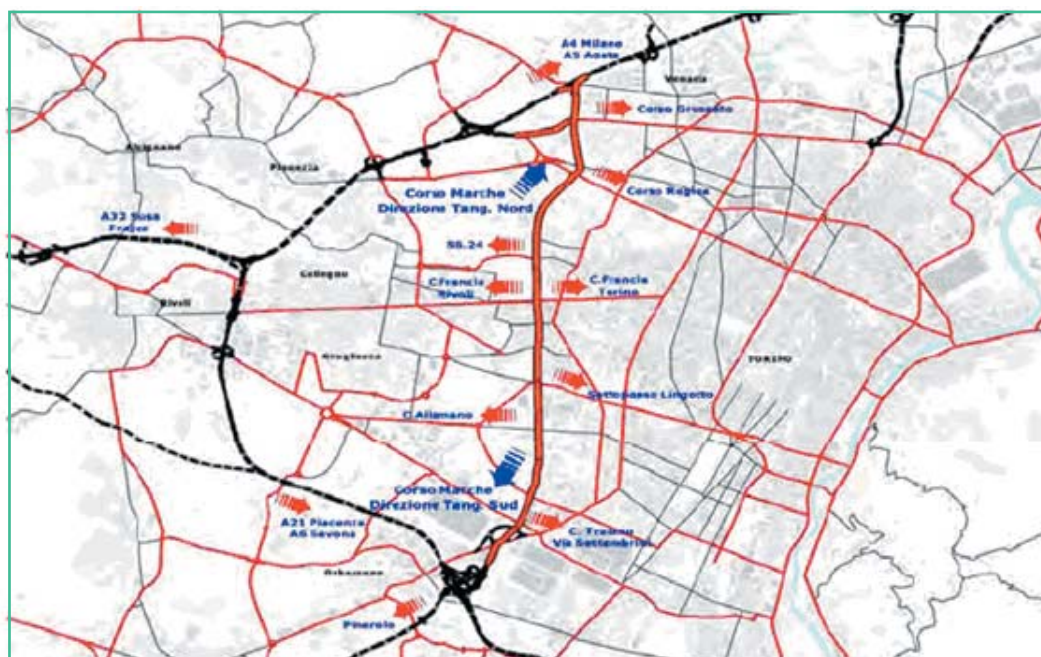 A4 Milano
A5 Aosta
Venaria
Corso Grosseto
Alpignano
Pianezza
Corso Marche
Direzione Tang. Nord
Corso Regina
A32 Susa
Frejus
SS.24
Collegno
C.Francia
Rivoli
C.Francia
Torino
Rivoli
Grugliasco
TORINO
Sottopasso Lingotto
C.Allamano
Corso Marche
Direzione Tang. Sud
A21 Piacenza
A6 Savona
C. Traiano
Via Settembrini
Orbassano
Pinerolo